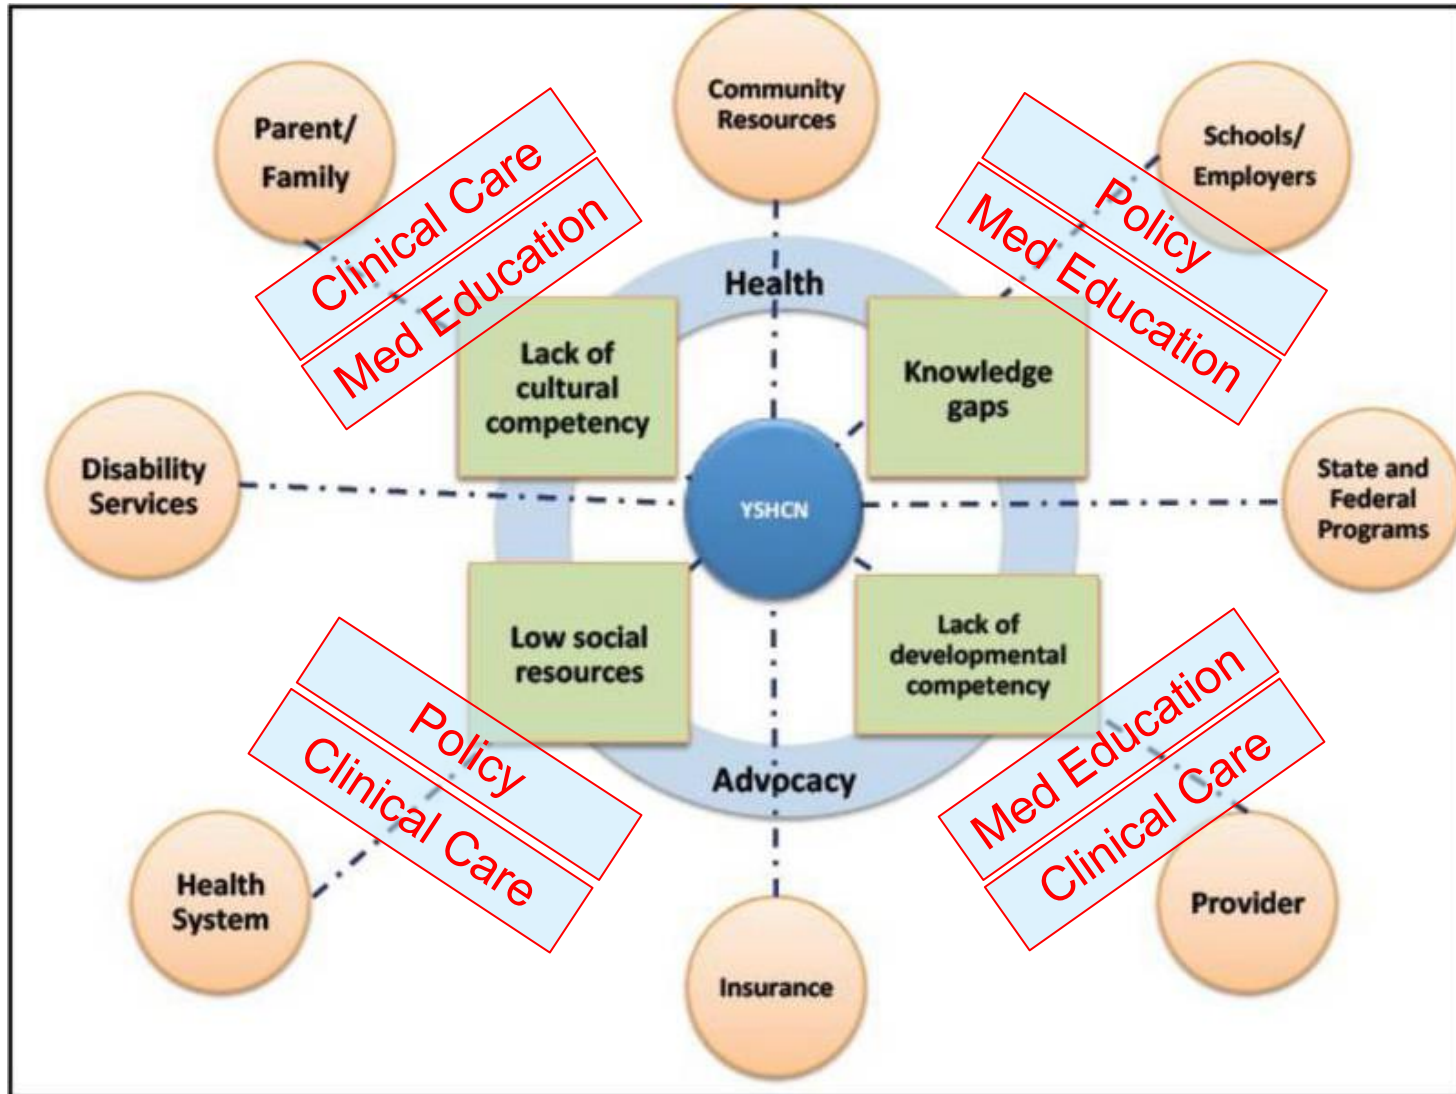 Parent/
Family
Community
Resources
Schools/
Employers
Clinical Care
Med Education
Policy
Med Education
Health
Lack of
cultural
competency
Knowledge
gaps
Disability
Services
YSHCN
State and
Federal
Programs
Low social
resources
Lack of
developmental
competency
Policy
Clinical Care
Advocacy
Med Education
Clinical Care
Health
System
Insurance
Provider